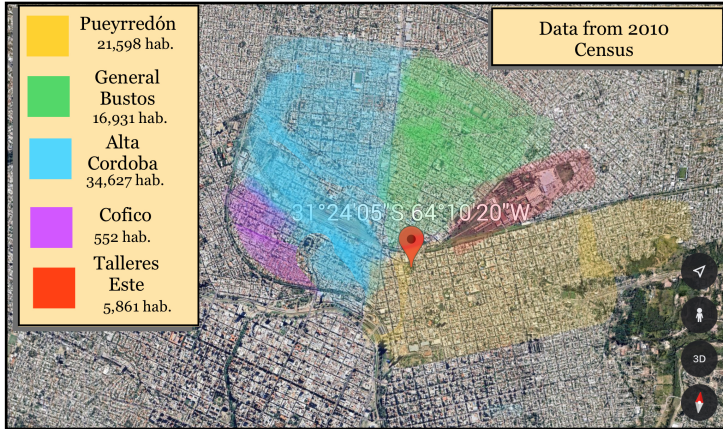 Pueyrredón
21,598 hab.
General
Bustos
16,931 hab.
Alta
Cordoba
34,627 hab.
Cofico
552 hab.
Talleres
Este
5,861 hab.
Data from 2010
Census
31°24'05"S 64°10'20"W
3D